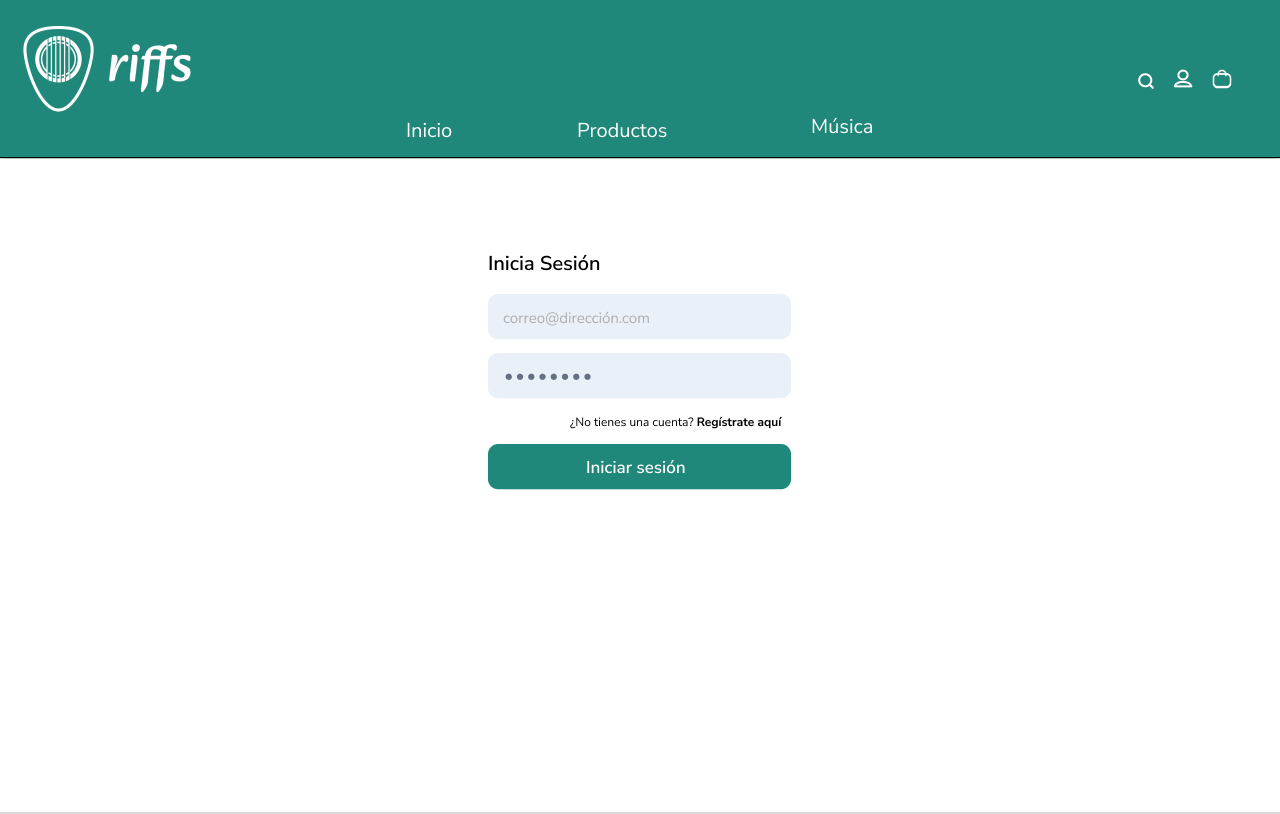 riffs
Inicio Productos Música
Inicia Sesión
correo@dirección.com
••••••••
¿No tienes una cuenta? Regístrate aquí
Iniciar sesión